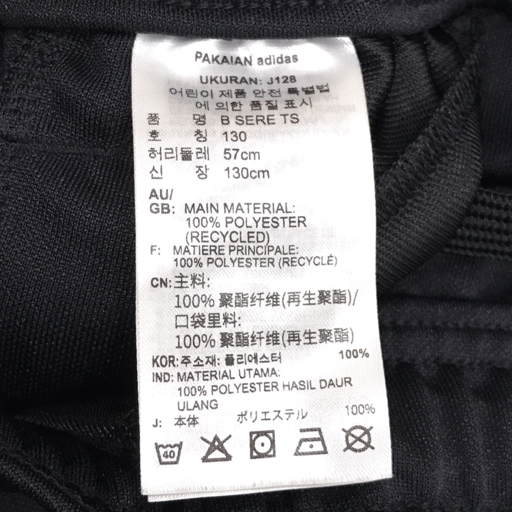 PAKAIAN adidas
UKURAN: J128
어린이 제품 안전 특별법
에 의한 품질 표시
품 명 B SERE TS
호 칭 130
허리둘레 57cm
신 장 130cm
AU/
GB: MAIN MATERIAL:
100% POLYESTER
(RECYCLED)
F: MATIERE PRINCIPALE:
100% POLYESTER (RECYCLÉ)
CN: 主料:
100% 聚酯纤维(再生聚酯)/
口袋里料:
100% 聚酯纤维(再生聚酯)
KOR: 주소재: 폴리에스터 100%
IND: MATERIAL UTAMA:
100% POLYESTER HASIL DAUR
ULANG
J: 本体 ポリエステル 100%
40